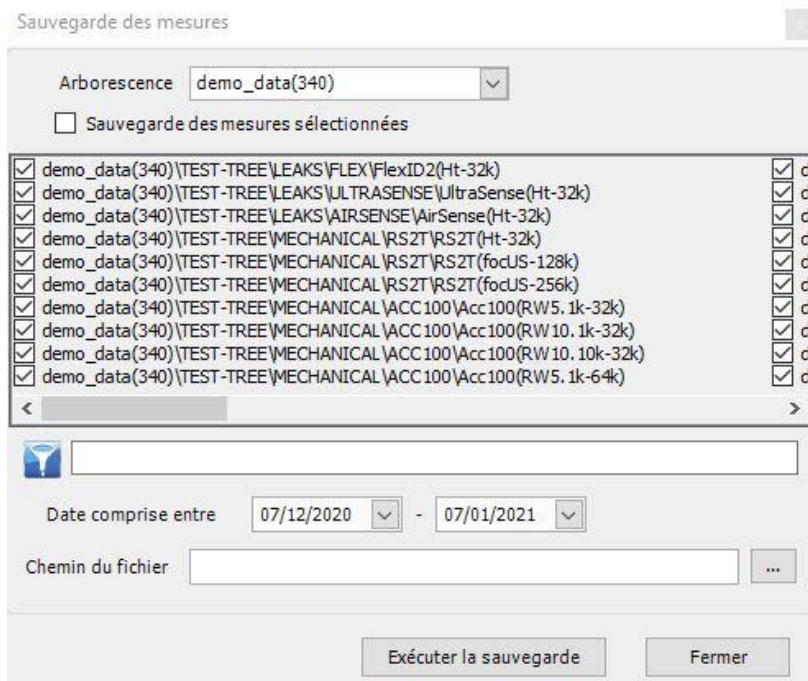 Sauvegarde des mesures
Arborescence demo_data(340)
Sauvegarde des mesures sélectionnées
demo_data(340)\TEST-TREE\LEAKS\FLEX\FlexID2(Ht-32k) d
demo_data(340)\TEST-TREE\LEAKS\ULTRASENSE\UltraSense(Ht-32k) d
demo_data(340)\TEST-TREE\LEAKS\AIRSENSE\AirSense(Ht-32k) d
demo_data(340)\TEST-TREE\MECHANICAL\RS2T\RS2T(Ht-32k) d
demo_data(340)\TEST-TREE\MECHANICAL\RS2T\RS2T(focUS-128k) d
demo_data(340)\TEST-TREE\MECHANICAL\RS2T\RS2T(focUS-256k) d
demo_data(340)\TEST-TREE\MECHANICAL\ACC100\Acc100(RW5.1k-32k) d
demo_data(340)\TEST-TREE\MECHANICAL\ACC100\Acc100(RW10.1k-32k) d
demo_data(340)\TEST-TREE\MECHANICAL\ACC100\Acc100(RW10.10k-32k) d
demo_data(340)\TEST-TREE\MECHANICAL\ACC100\Acc100(RW5.1k-64k) d
Date comprise entre 07/12/2020 - 07/01/2021
Chemin du fichier ...
Exécuter la sauvegarde Fermer